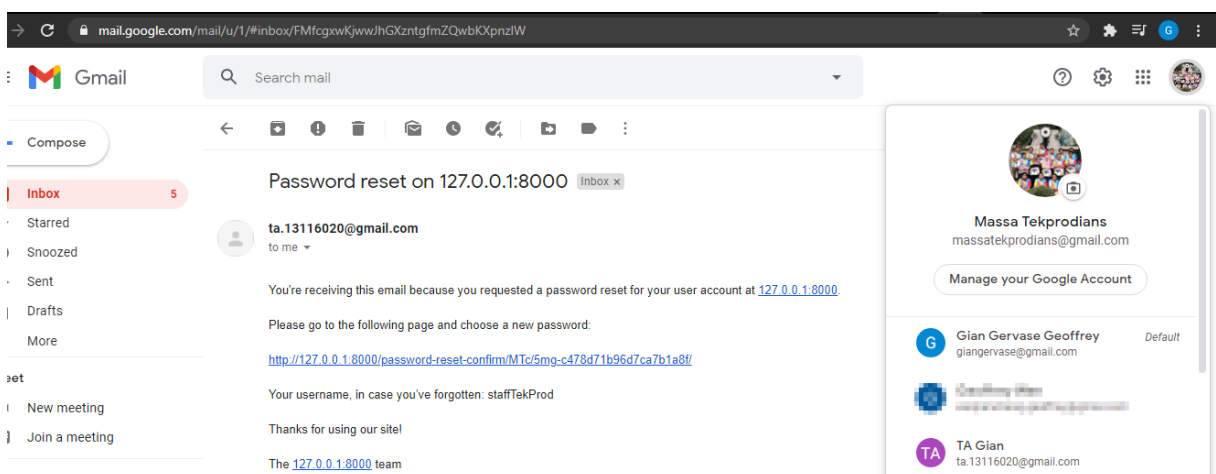 mail.google.com/mail/u/1/#inbox/FMfcgxwKjwwJhGXzntgfmZQwbKXpnzlW
G
Gmail
Search mail
Compose
Inbox 5
Starred
Snoozed
Sent
Drafts
More
eet
New meeting
Join a meeting
Password reset on 127.0.0.1:8000 Inbox x
ta.13116020@gmail.com
to me
You're receiving this email because you requested a password reset for your user account at 127.0.0.1:8000.
Please go to the following page and choose a new password:
http://127.0.0.1:8000/password-reset-confirm/MTc/5mg-c478d71b96d7ca7b1a8f/
Your username, in case you've forgotten: staffTekProd
Thanks for using our site!
The 127.0.0.1:8000 team
Massa Tekprodians
massatekprodians@gmail.com
Manage your Google Account
G Gian Gervase Geoffrey Default
giangervase@gmail.com
TA TA Gian
ta.13116020@gmail.com